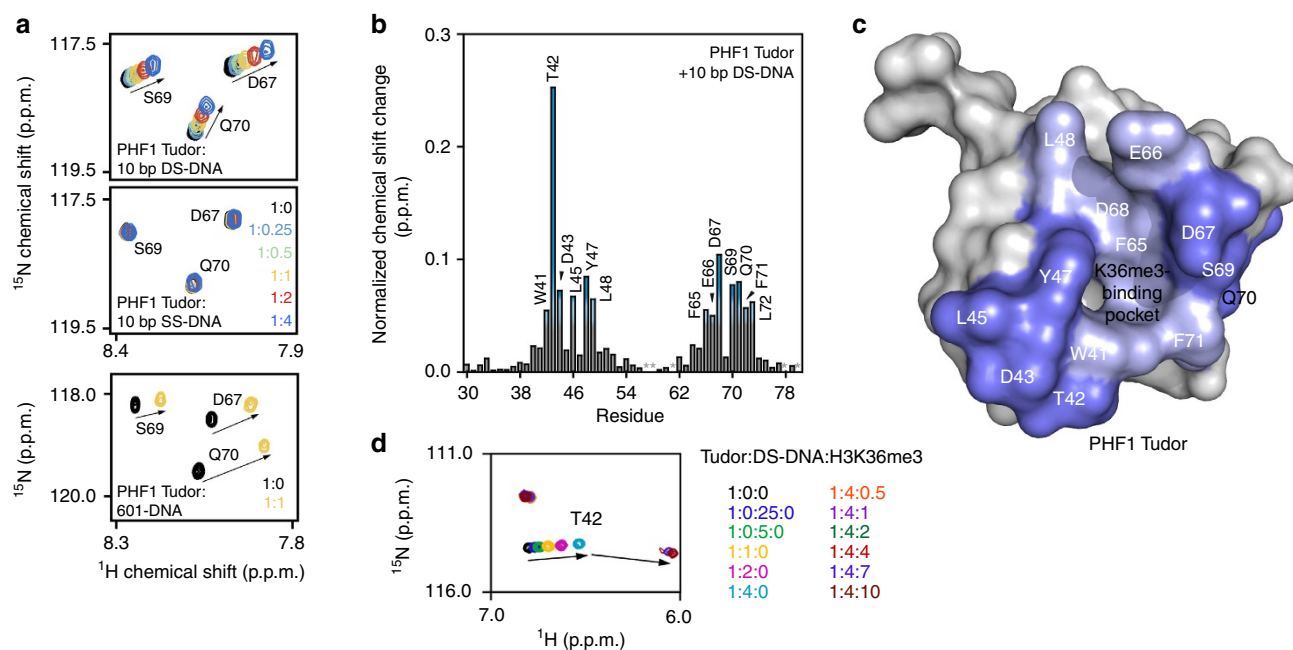 a
117.5
D67
S69
Q70
PHF1 Tudor:
10 bp DS-DNA
119.5
117.5
D67
S69
Q70
1:0
1:0.25
1:0.5
1:1
1:2
1:4
PHF1 Tudor:
10 bp SS-DNA
119.5
8.4
7.9
15N chemical shift (p.p.m.)
118.0
S69
D67
Q70
PHF1 Tudor:
601-DNA
1:0
1:1
120.0
8.3
7.8
15N (p.p.m.)
1H chemical shift (p.p.m.)
b
0.3
0.2
0.1
0.0
Normalized chemical shift change
(p.p.m.)
PHF1 Tudor
+10 bp DS-DNA
W41
T42
D43
L45
Y47
L48
F65
E66
D67
S69
Q70
F71
L72
** * * *
30 38 46 54 62 70 78
Residue
c
L48
E66
D68
D67
F65
S69
Y47
K36me3-
binding
pocket
Q70
L45
W41
F71
D43
T42
PHF1 Tudor
d
111.0
T42
116.0
7.0
6.0
15N (p.p.m.)
1H (p.p.m.)
Tudor:DS-DNA:H3K36me3
1:0:0 1:4:0.5
1:0:25:0 1:4:1
1:0:5:0 1:4:2
1:1:0 1:4:4
1:2:0 1:4:7
1:4:0 1:4:10